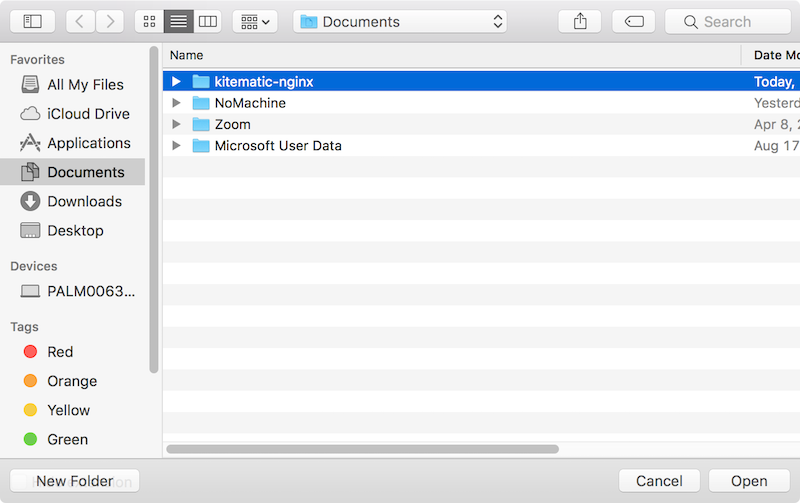 Documents
Search
Favorites
All My Files
iCloud Drive
Applications
Documents
Downloads
Desktop
Devices
PALM0063...
Tags
Red
Orange
Yellow
Green
Name Date Mo
kitematic-nginx Today,
NoMachine Yesterd
Zoom Apr 8, 2
Microsoft User Data Aug 17
New Folder
Cancel
Open